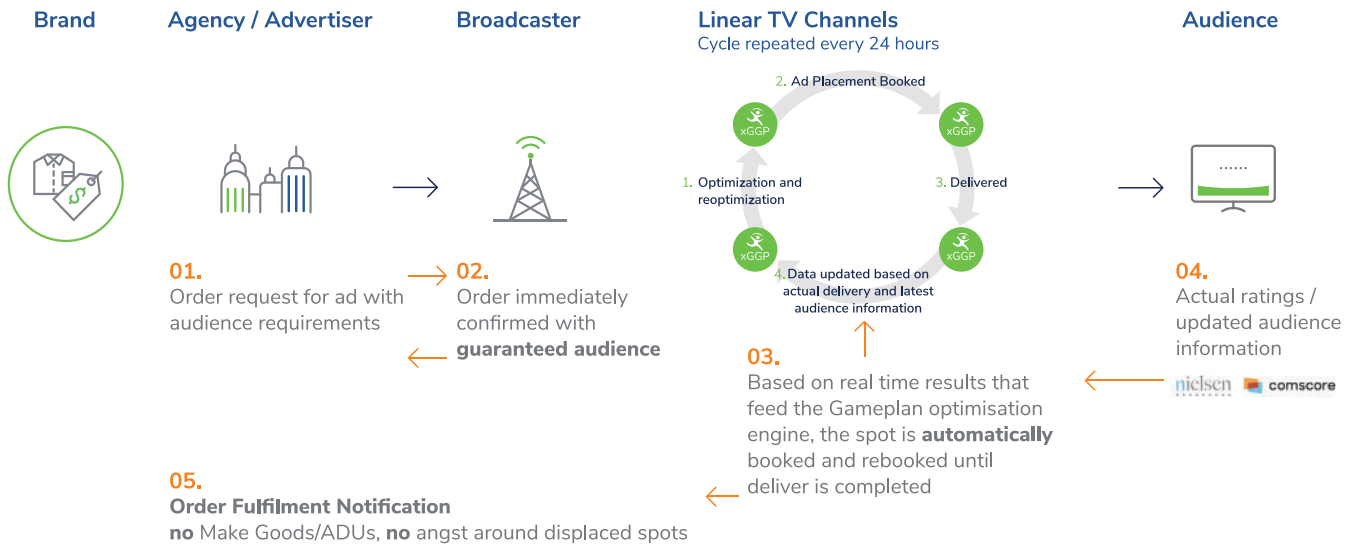 Brand
Agency / Advertiser
Broadcaster
Linear TV Channels
Cycle repeated every 24 hours
Audience
2. Ad Placement Booked
xGGP
xGGP
1. Optimization and
reoptimization
3. Delivered
xGGP
xGGP
4. Data updated based on
actual delivery and latest
audience information
01.
Order request for ad with
audience requirements
02.
Order immediately
confirmed with
guaranteed audience
03.
Based on real time results that
feed the Gameplan optimisation
engine, the spot is automatically
booked and rebooked until
deliver is completed
04.
Actual ratings /
updated audience
information
nielsen
comscore
05.
Order Fulfilment Notification
no Make Goods/ADUs, no angst around displaced spots